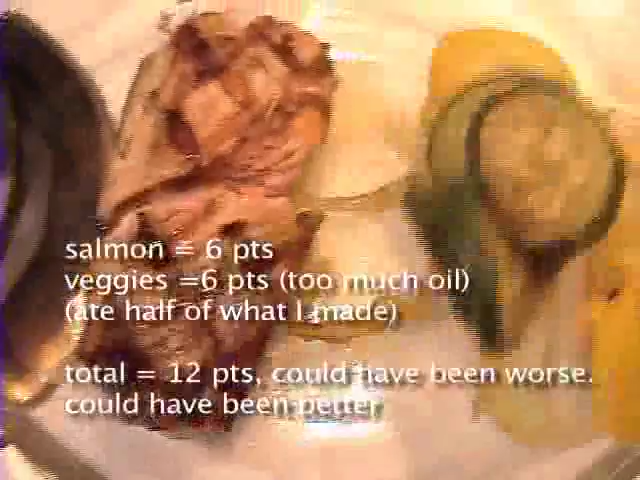 salmon = 6 pts
veggies =6 pts (too much oil)
(ate half of what I made)
total = 12 pts, could have been worse.
could have been better